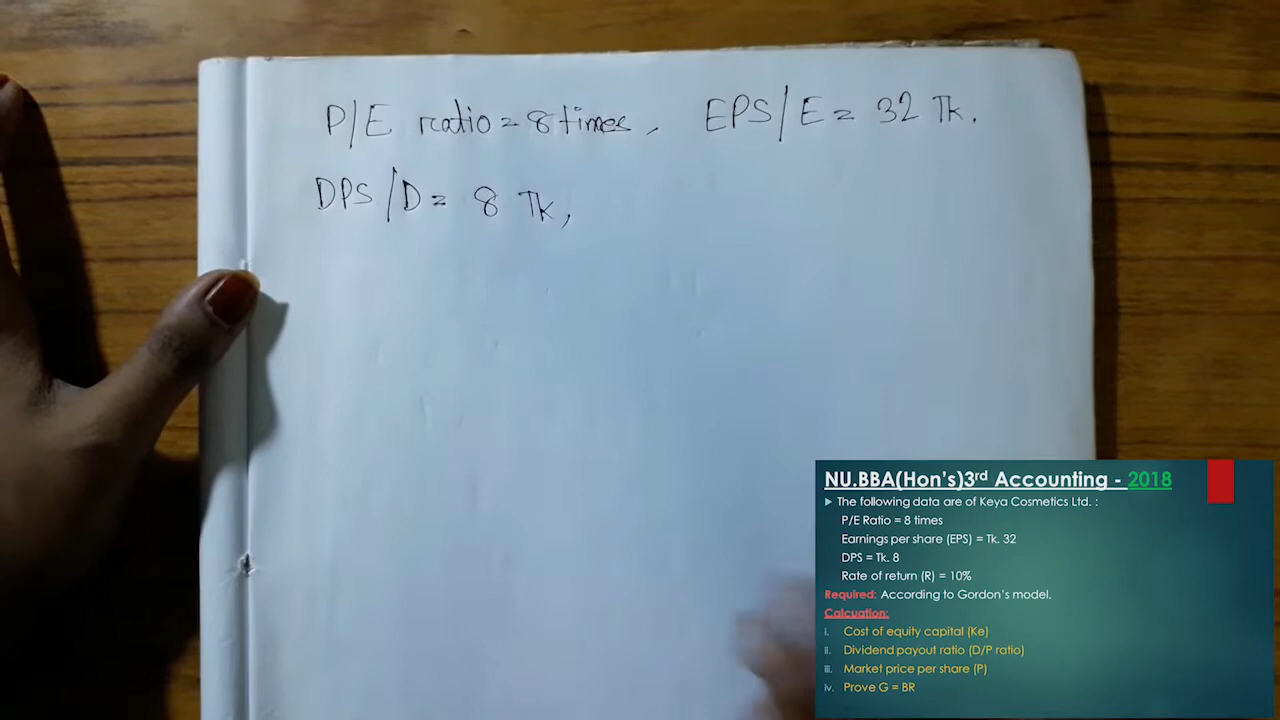 P/E ratio = 8 times, EPS/E = 32 Tk.
DPS/D = 8 Tk,
NU.BBA(Hon's)3rd Accounting - 2018
The following data are of Keya Cosmetics Ltd. :
P/E Ratio = 8 times
Earnings per share (EPS) = Tk. 32
DPS = Tk. 8
Rate of return (R) = 10%
Required: According to Gordon's model.
Calcuation:
i. Cost of equity capital (Ke)
ii. Dividend payout ratio (D/P ratio)
iii. Market price per share (P)
iv. Prove G = BR